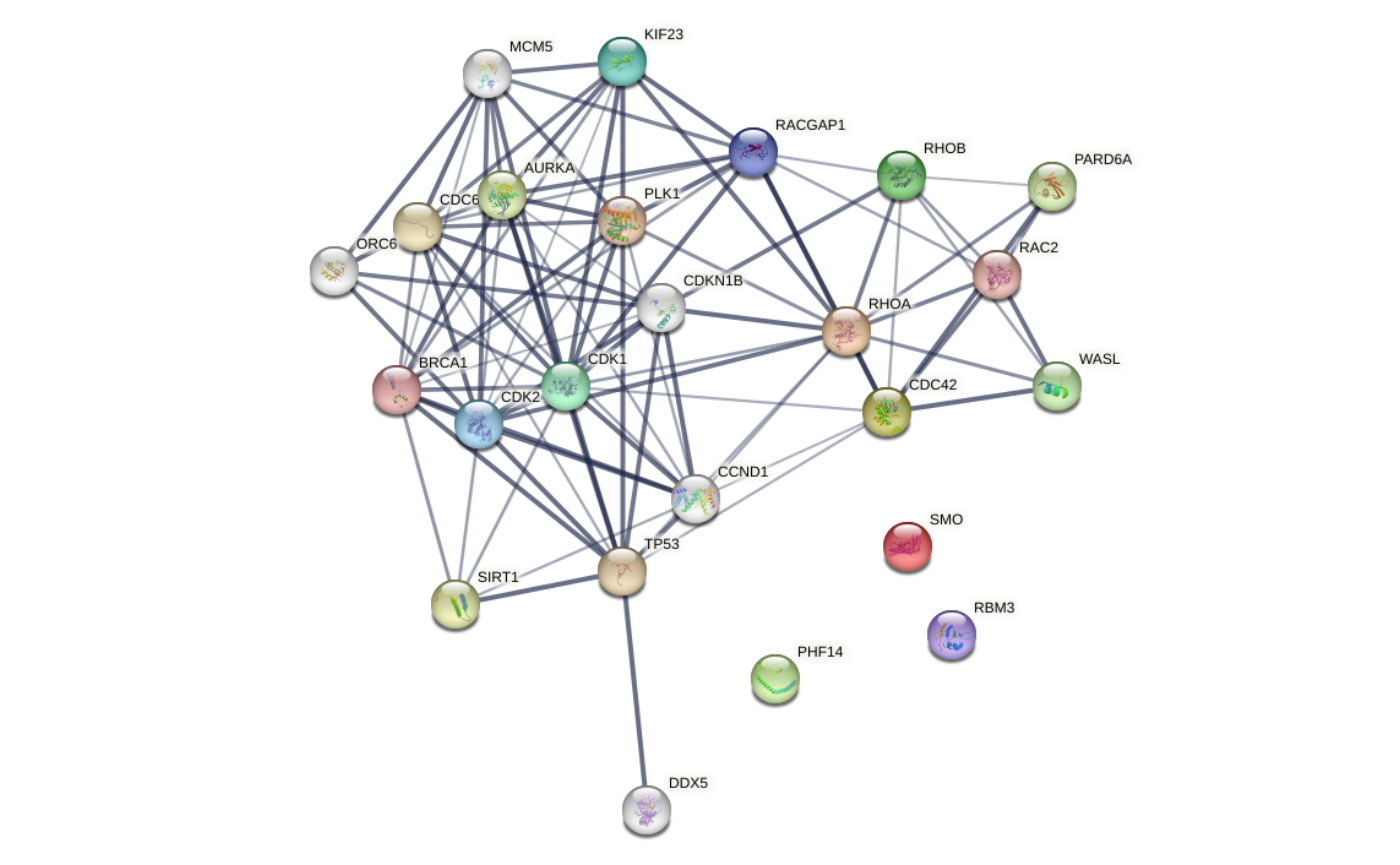 KIF23
MCM5
RACGAP1
RHOB
PARD6A
AURKA
PLK1
CDC6
ORC6
RAC2
CDKN1B
RHOA
CDK1
WASL
BRCA1
CDC42
CDK2
CCND1
SMO
TP53
SIRT1
RBM3
PHF14
DDX5